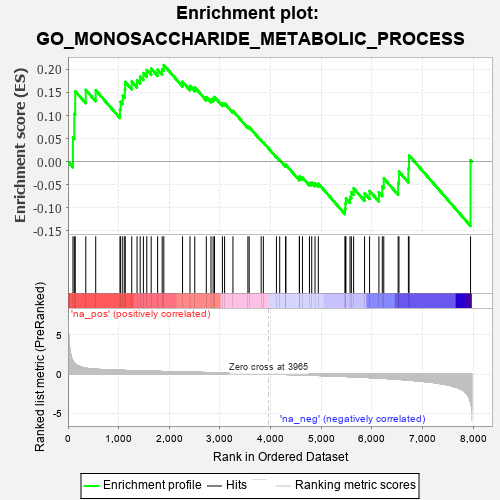 Enrichment plot:
GO_MONOSACCHARIDE_METABOLIC_PROCESS
Enrichment score (ES)
0.20
0.15
0.10
0.05
0.00
-0.05
-0.10
-0.15
'na_pos' (positively correlated)
Ranked list metric (PreRanked)
5
0
-5
Zero cross at 3965
'na_neg' (negatively correlated)
0
1,000
2,000
3,000
4,000
5,000
6,000
7,000
8,000
Rank in Ordered Dataset
Enrichment profile
Hits
Ranking metric scores